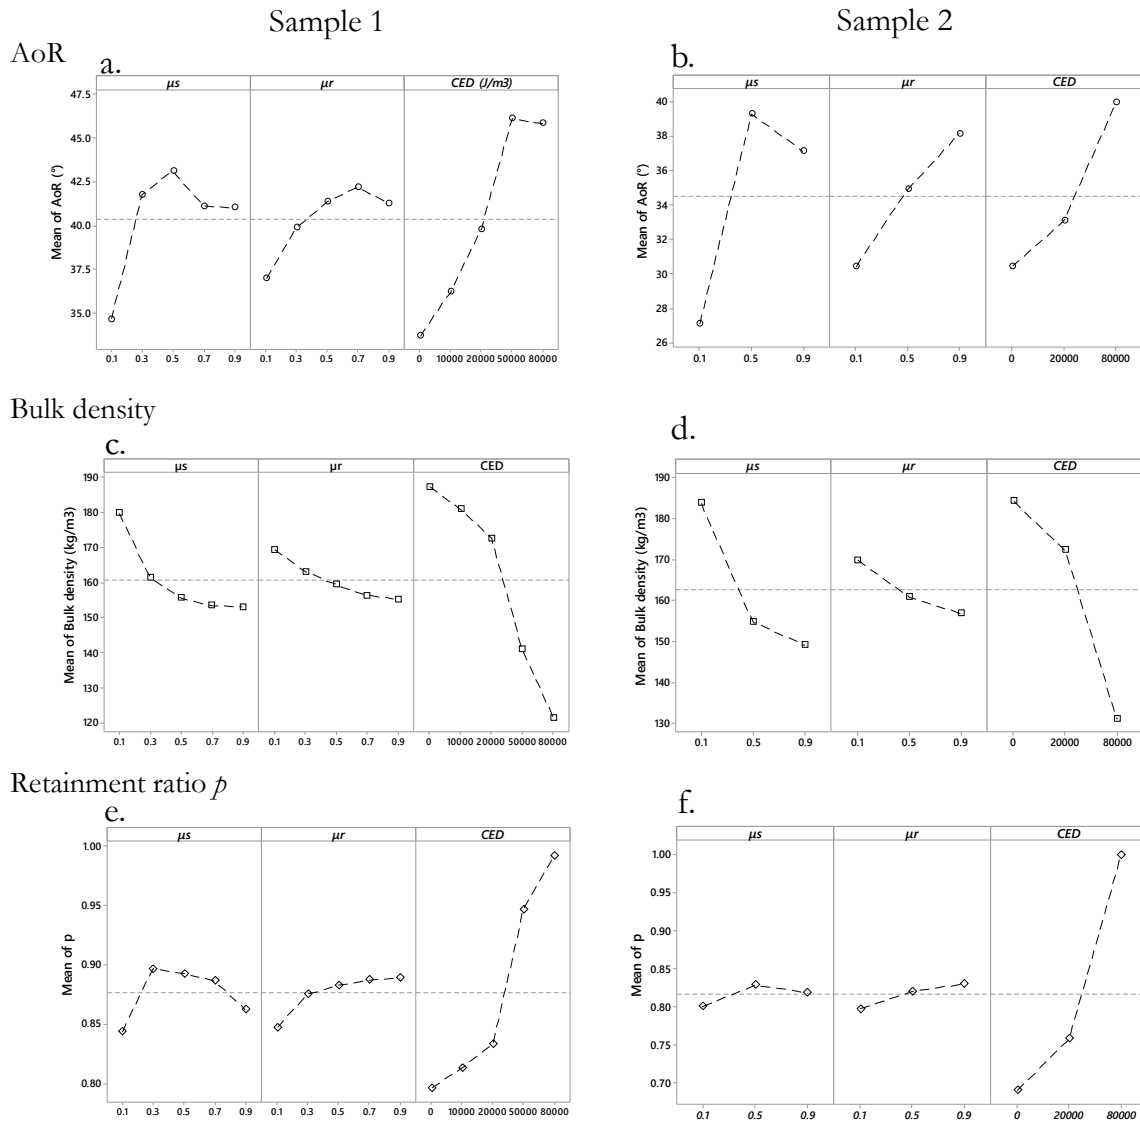 Sample 1
Sample 2
AoR
a.
µs
µr
CED (J/m3)
Mean of AoR (°)
47.5
45.0
42.5
40.0
37.5
35.0
0.1 0.3 0.5 0.7 0.9
0.1 0.3 0.5 0.7 0.9
0 10000 20000 50000 80000
b.
µs
µr
CED
Mean of AoR (°)
40
38
36
34
32
30
28
26
0.1 0.5 0.9
0.1 0.5 0.9
0 20000 80000
Bulk density
c.
µs
µr
CED
Mean of Bulk density (kg/m3)
190
180
170
160
150
140
130
120
0.1 0.3 0.5 0.7 0.9
0.1 0.3 0.5 0.7 0.9
0 10000 20000 50000 80000
d.
µs
µr
CED
Mean of Bulk density (kg/m3)
190
180
170
160
150
140
130
0.1 0.5 0.9
0.1 0.5 0.9
0 20000 80000
Retainment ratio p
e.
µs
µr
CED
Mean of p
1.00
0.95
0.90
0.85
0.80
0.1 0.3 0.5 0.7 0.9
0.1 0.3 0.5 0.7 0.9
0 10000 20000 50000 80000
f.
µs
µr
CED
Mean of p
1.00
0.95
0.90
0.85
0.80
0.75
0.70
0.1 0.5 0.9
0.1 0.5 0.9
0 20000 80000